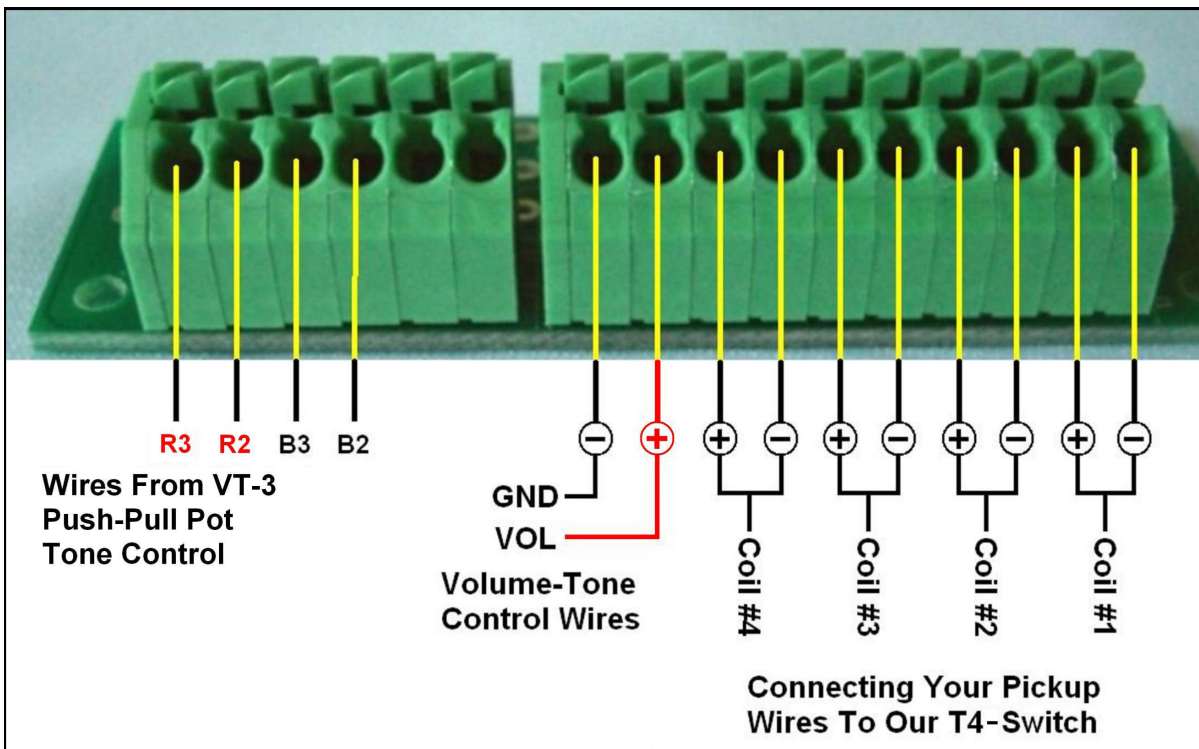 R3 R2 B3 B2
Wires From VT-3
Push-Pull Pot
Tone Control
− + + − + − + − + −
GND
VOL
Volume-Tone
Control Wires
Coil #4
Coil #3
Coil #2
Coil #1
Connecting Your Pickup
Wires To Our T4-Switch